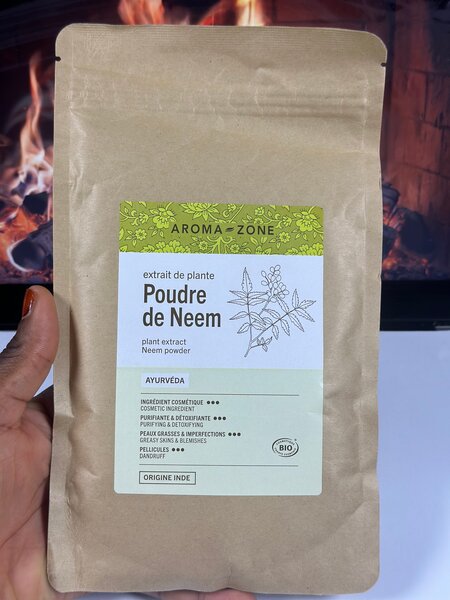 AROMA-ZONE
extrait de plante
Poudre
de Neem
plant extract
Neem powder
AYURVÉDA
INGRÉDIENT COSMÉTIQUE
COSMETIC INGREDIENT
PURIFIANTE & DÉTOXIFIANTE
PURIFYING & DETOXIFYING
PEAUX GRASSES & IMPERFECTIONS
GREASY SKINS & BLEMISHES
PELLICULES
DANDRUFF
BIO
ORIGINE INDE